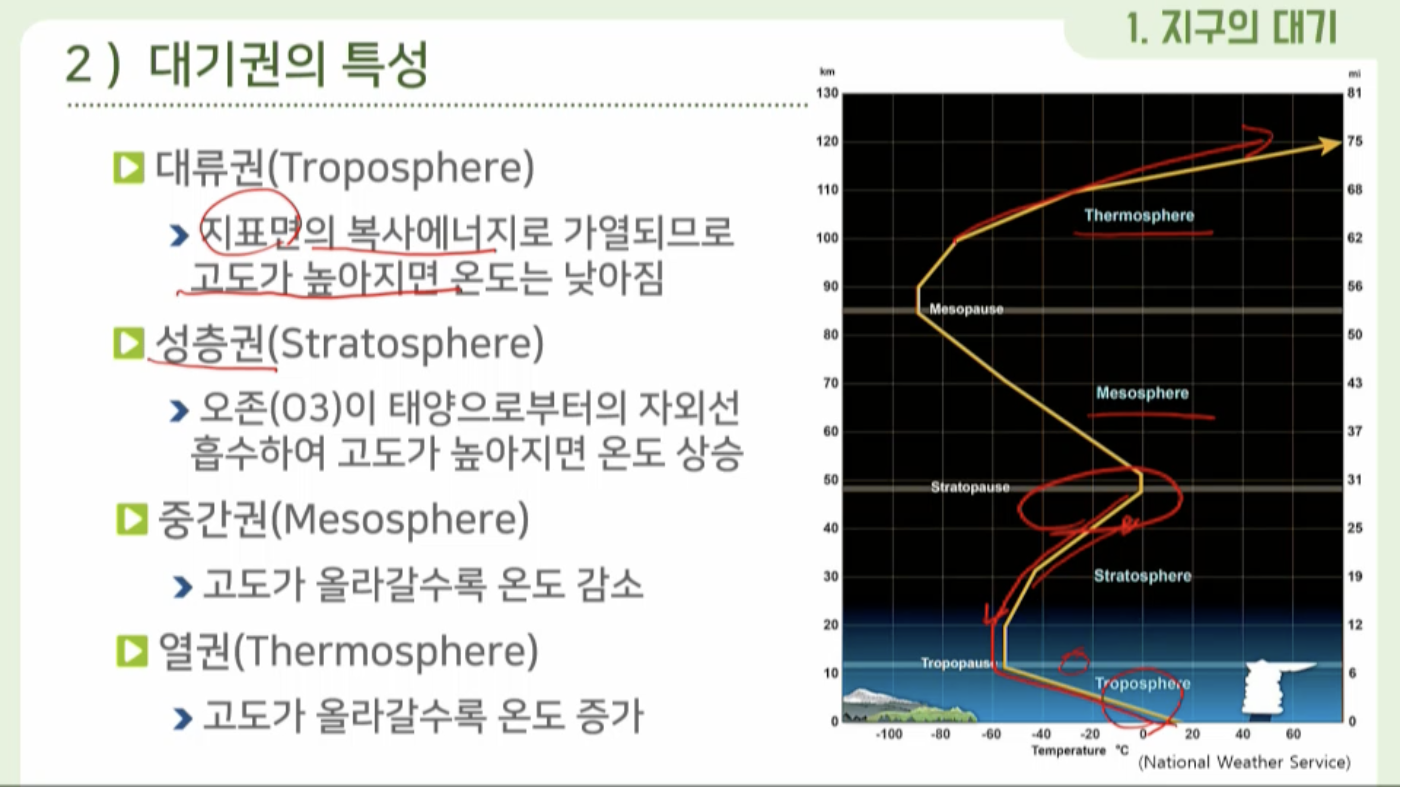 1. 지구의 대기
2 ) 대기권의 특성
대류권(Troposphere)
지표면의 복사에너지로 가열되므로
고도가 높아지면 온도는 낮아짐
성층권(Stratosphere)
오존(O3)이 태양으로부터의 자외선
흡수하여 고도가 높아지면 온도 상승
중간권(Mesosphere)
고도가 올라갈수록 온도 감소
열권(Thermosphere)
고도가 올라갈수록 온도 증가
km
mi
130
81
120
75
110
68
Thermosphere
100
62
90
56
Mesopause
80
50
70
43
Mesosphere
60
37
50
31
Stratopause
40
25
30
19
Stratosphere
20
12
Tropopause
10
6
Troposphere
0
0
-100 -80 -60 -40 -20 0 20 40 60
Temperature °C
(National Weather Service)